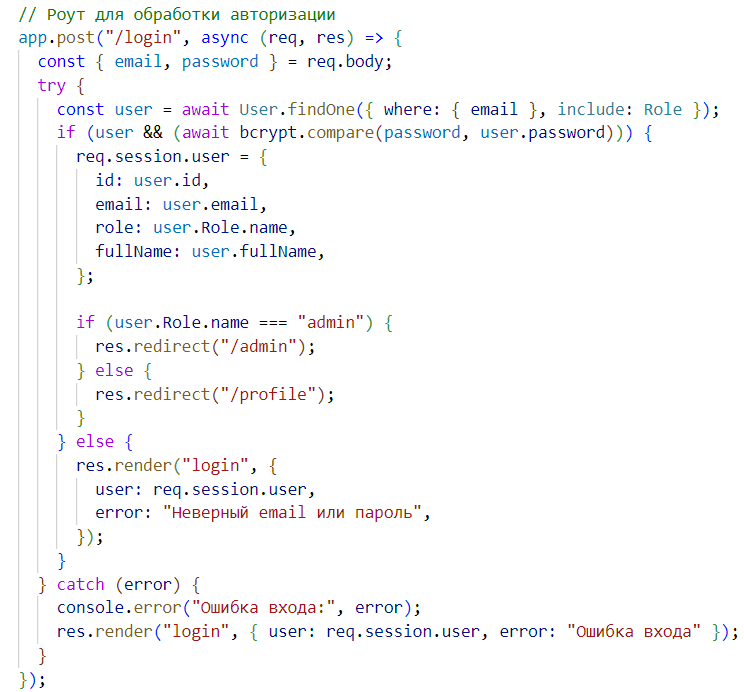 // Роут для обработки авторизации
app.post("/login", async (req, res) => {
  const { email, password } = req.body;
  try {
    const user = await User.findOne({ where: { email }, include: Role });
    if (user && (await bcrypt.compare(password, user.password))) {
      req.session.user = {
        id: user.id,
        email: user.email,
        role: user.Role.name,
        fullName: user.fullName,
      };

      if (user.Role.name === "admin") {
        res.redirect("/admin");
      } else {
        res.redirect("/profile");
      }
    } else {
      res.render("login", {
        user: req.session.user,
        error: "Неверный email или пароль",
      });
    }
  } catch (error) {
    console.error("Ошибка входа:", error);
    res.render("login", { user: req.session.user, error: "Ошибка входа" });
  }
});